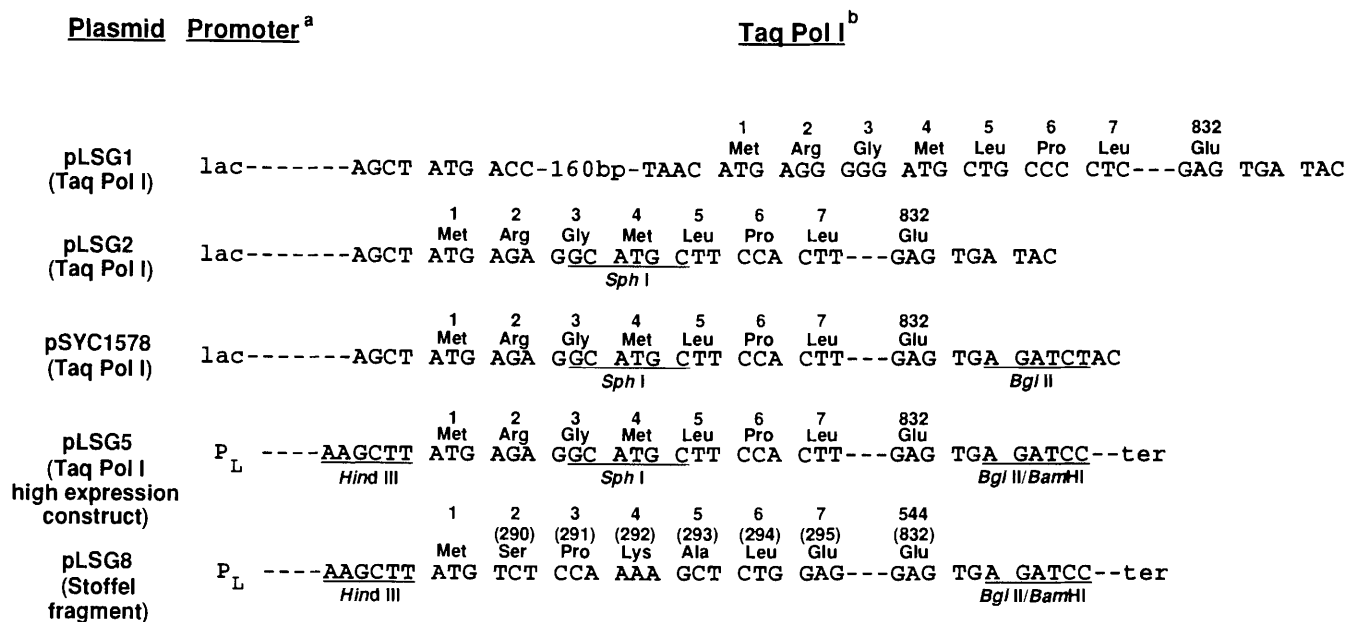 Plasmid Promoter a Taq Pol I b
1 2 3 4 5 6 7 832
Met Arg Gly Met Leu Pro Leu Glu
pLSG1 lac-------AGCT ATG ACC-160bp-TAAC ATG AGG GGG ATG CTG CCC CTC---GAG TGA TAC
(Taq Pol I)
1 2 3 4 5 6 7 832
Met Arg Gly Met Leu Pro Leu Glu
pLSG2 lac-------AGCT ATG AGA GGC ATG CTT CCA CTT---GAG TGA TAC
(Taq Pol I) Sph I
1 2 3 4 5 6 7 832
Met Arg Gly Met Leu Pro Leu Glu
pSYC1578 lac-------AGCT ATG AGA GGC ATG CTT CCA CTT---GAG TGA GATCTAC
(Taq Pol I) Sph I Bgl II
1 2 3 4 5 6 7 832
Met Arg Gly Met Leu Pro Leu Glu
pLSG5 PL ----AAGCTT ATG AGA GGC ATG CTT CCA CTT---GAG TGA GATCC--ter
(Taq Pol I Hind III Sph I Bgl II/BamHI
high expression
construct)
1 2 3 4 5 6 7 544
(290) (291) (292) (293) (294) (295) (832)
Met Ser Pro Lys Ala Leu Glu Glu
pLSG8 PL ----AAGCTT ATG TCT CCA AAA GCT CTG GAG---GAG TGA GATCC--ter
(Stoffel Hind III Bgl II/BamHI
fragment)